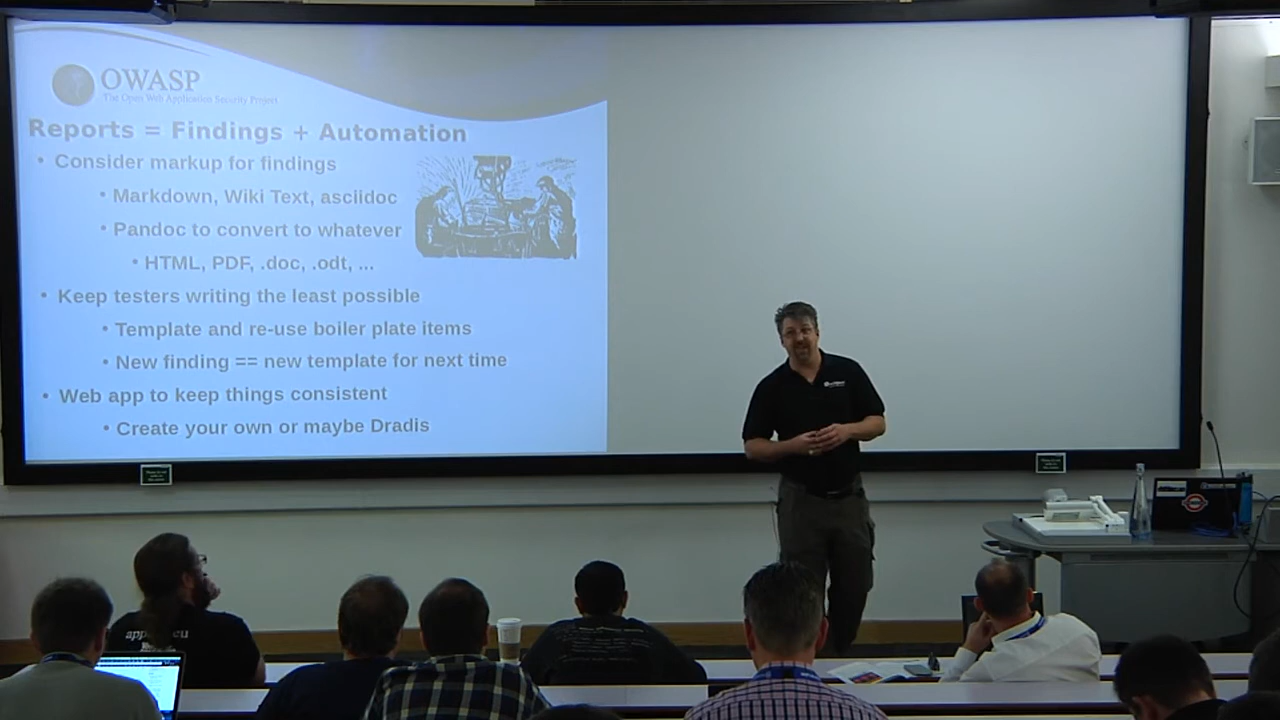 OWASP
The Open Web Application Security Project
Reports = Findings + Automation
• Consider markup for findings
• Markdown, Wiki Text, asciidoc
• Pandoc to convert to whatever
• HTML, PDF, .doc, .odt, ...
• Keep testers writing the least possible
• Template and re-use boiler plate items
• New finding == new template for next time
• Web app to keep things consistent
• Create your own or maybe Dradis